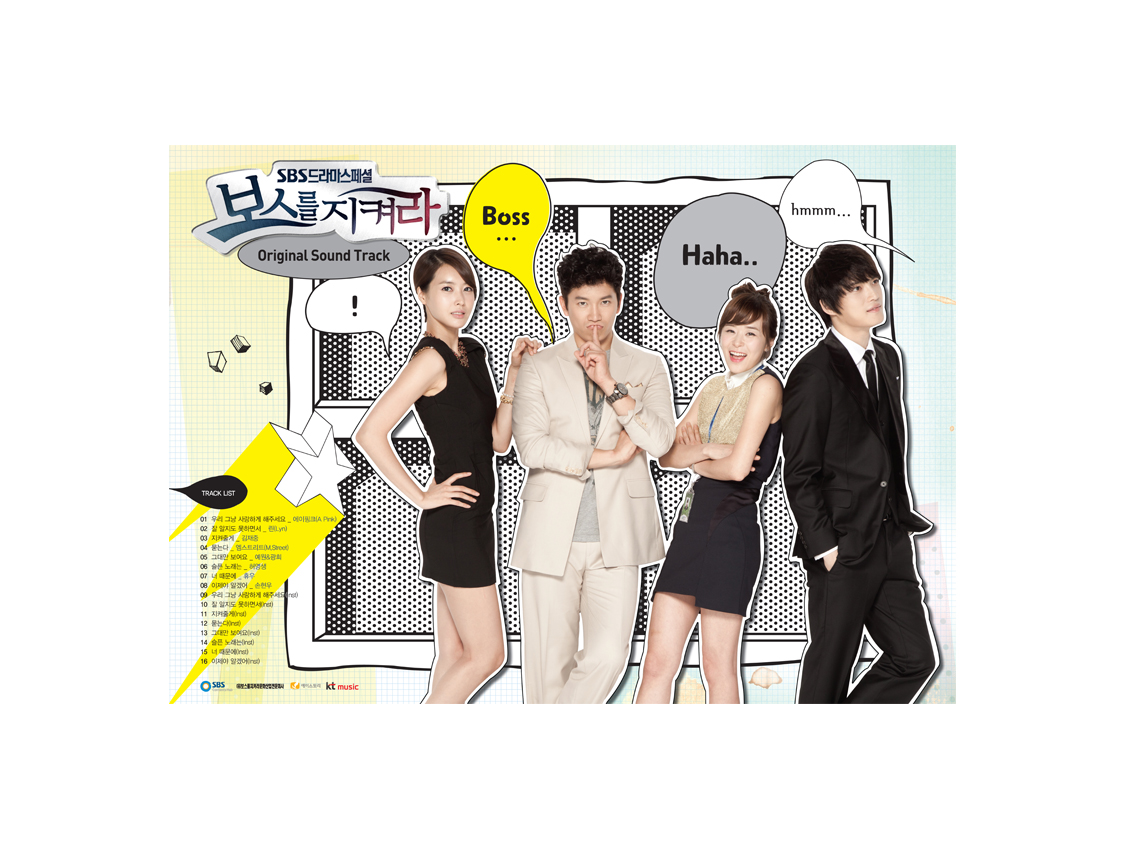 SBS드라마스페셜
보스를 지켜라
Original Sound Track
!
Boss
...
Haha..
hmmm...
TRACK LIST
01 우리 그냥 사랑하게 해주세요 _ 에이핑크(A Pink)
02 잘 알지도 못하면서 _ 린(Lyn)
03 지켜줄게 _ 김재중
04 묻는다 _ 엠스트리트(M.Street)
05 그대만 보여요 _ 예원&광희
06 슬픈 노래는 _ 허영생
07 너 때문에 _ 휴우
08 이제야 알겠어 _ 손현우
09 우리 그냥 사랑하게 해주세요(inst)
10 잘 알지도 못하면서(inst)
11 지켜줄게(inst)
12 묻는다(inst)
13 그대만 보여요(inst)
14 슬픈 노래는(inst)
15 너 때문에(inst)
16 이제야 알겠어(inst)
SBS
kt music